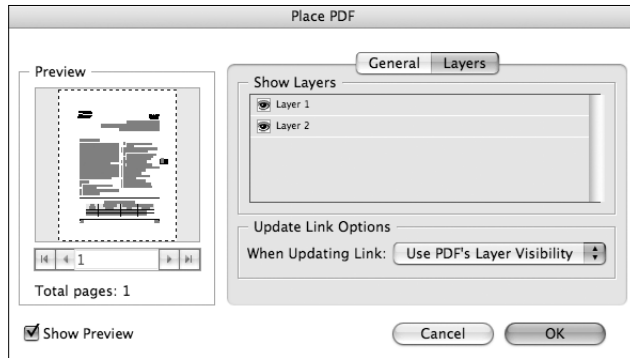 Place PDF
Preview
1
Total pages: 1
Show Preview
General
Layers
Show Layers
Layer 1
Layer 2
Update Link Options
When Updating Link:
Use PDF's Layer Visibility
Cancel
OK